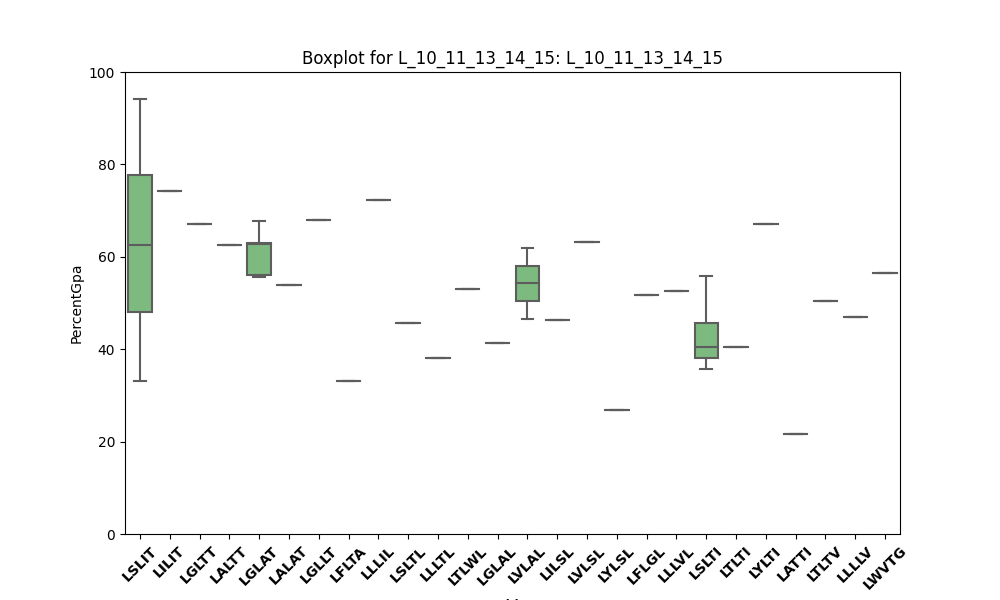 Boxplot for L_10_11_13_14_15: L_10_11_13_14_15
PercentGpa
100
80
60
40
20
0
LSLIT
LILIT
LGLTT
LALTT
LGLAT
LALAT
LGLLT
LFLTA
LLLIL
LSLTL
LLLTL
LTLWL
LGLAL
LVLAL
LILSL
LVLSL
LYLSL
LFLGL
LLLVL
LSLTI
LTLTI
LYLTI
LATTI
LTLTV
LLLLV
LWVTG